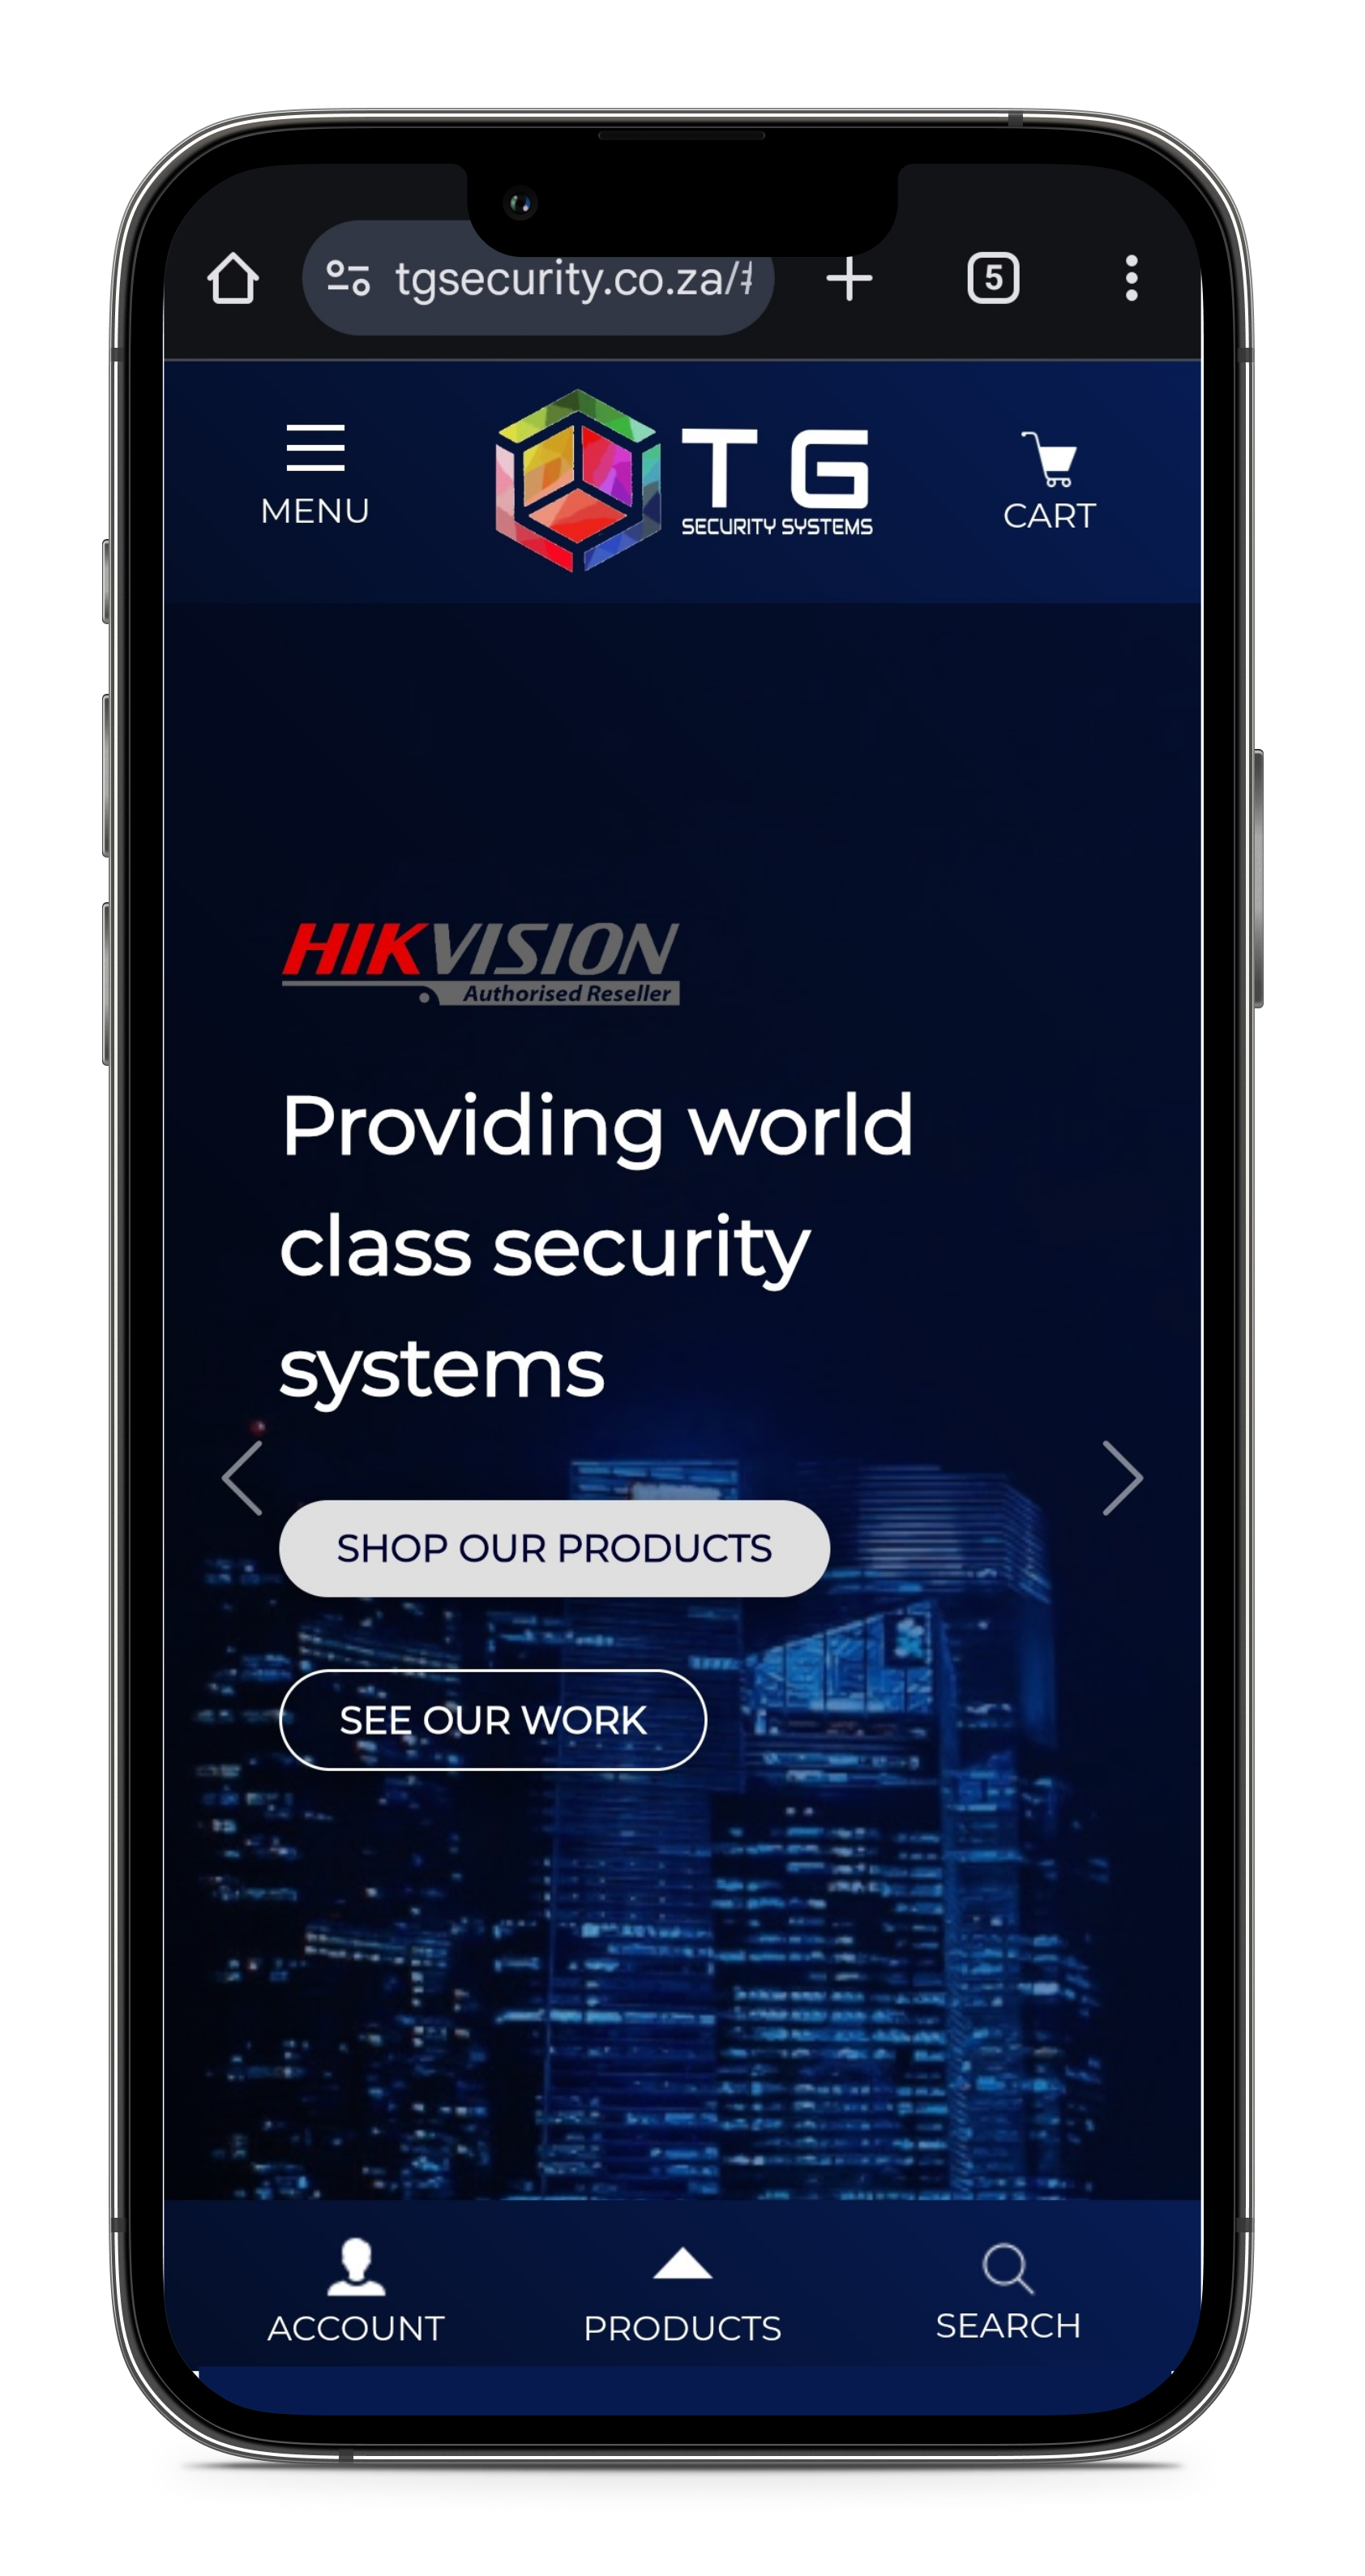 tgsecurity.co.za/
5
MENU
TG
SECURITY SYSTEMS
CART
HIKVISION
Authorised Reseller
Providing world
class security
systems
SHOP OUR PRODUCTS
SEE OUR WORK
ACCOUNT
PRODUCTS
SEARCH